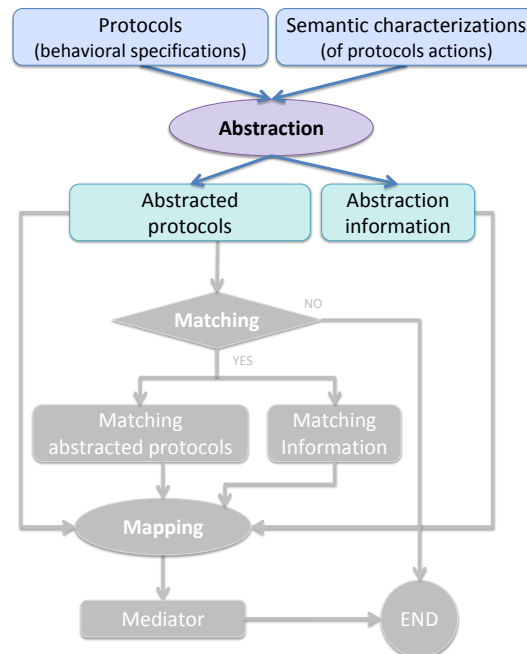 Protocols
(behavioral specifications)
Semantic characterizations
(of protocols actions)
Abstraction
Abstracted
protocols
Abstraction
information
Matching
NO
YES
Matching
abstracted protocols
Matching
Information
Mapping
Mediator
END